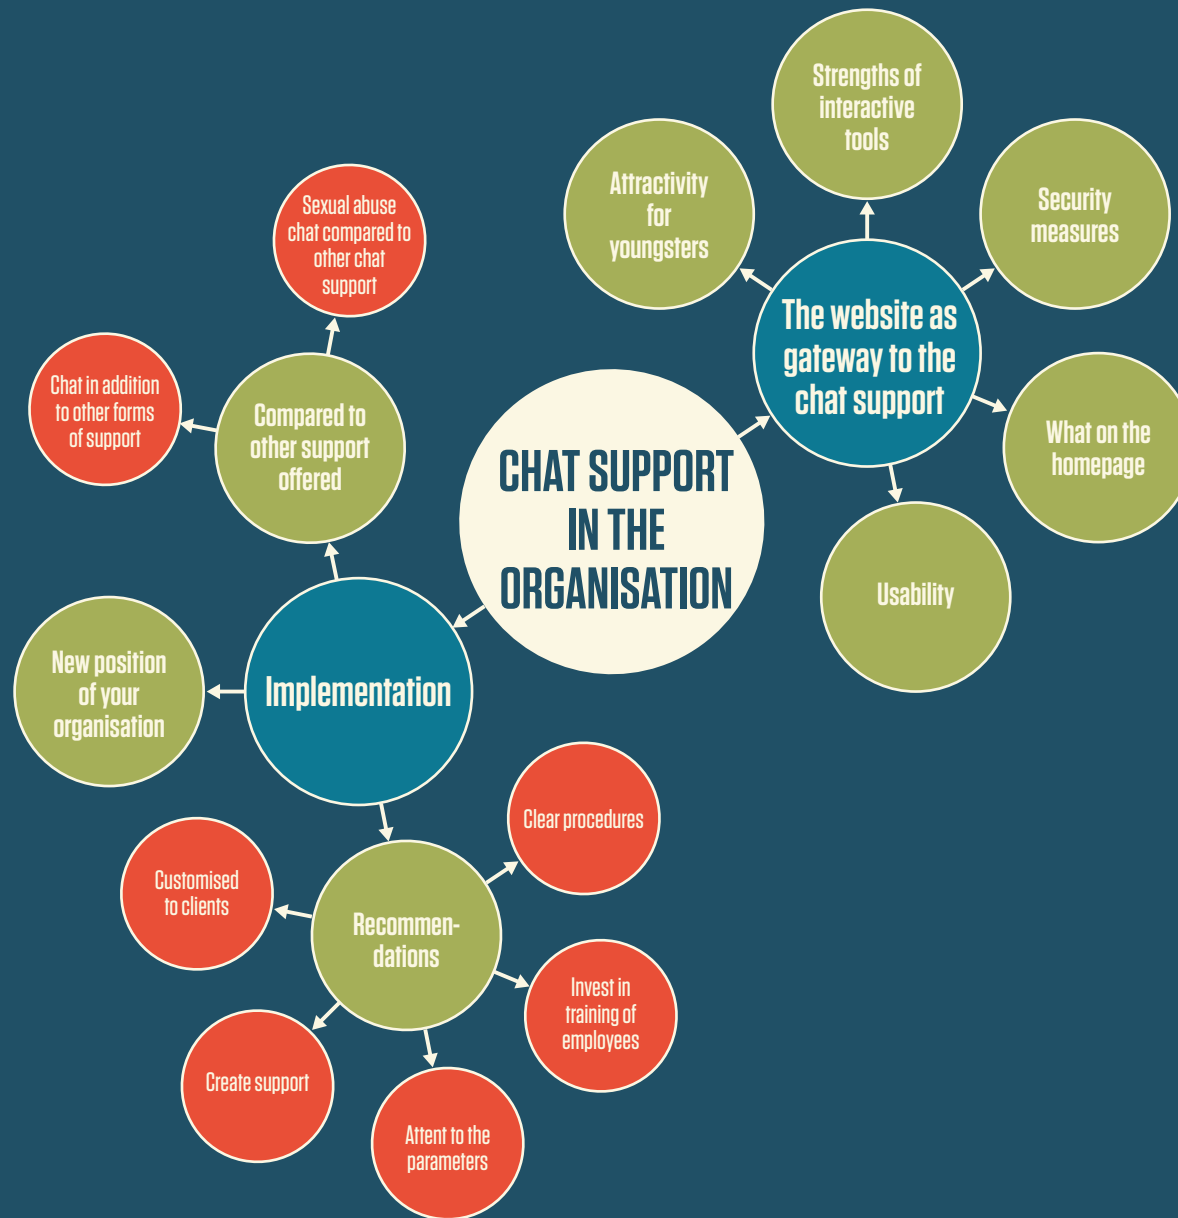 CHAT SUPPORT
IN THE
ORGANISATION
The website as
gateway to the
chat support
Attractivity
for
youngsters
Strengths of
interactive
tools
Security
measures
What on the
homepage
Usability
Implementation
Compared to
other support
offered
Sexual abuse
chat compared to
other chat
support
Chat in addition
to other forms
of support
New position
of your
organisation
Recommen-
dations
Clear procedures
Customised
to clients
Invest in
training of
employees
Create support
Attent to the
parameters